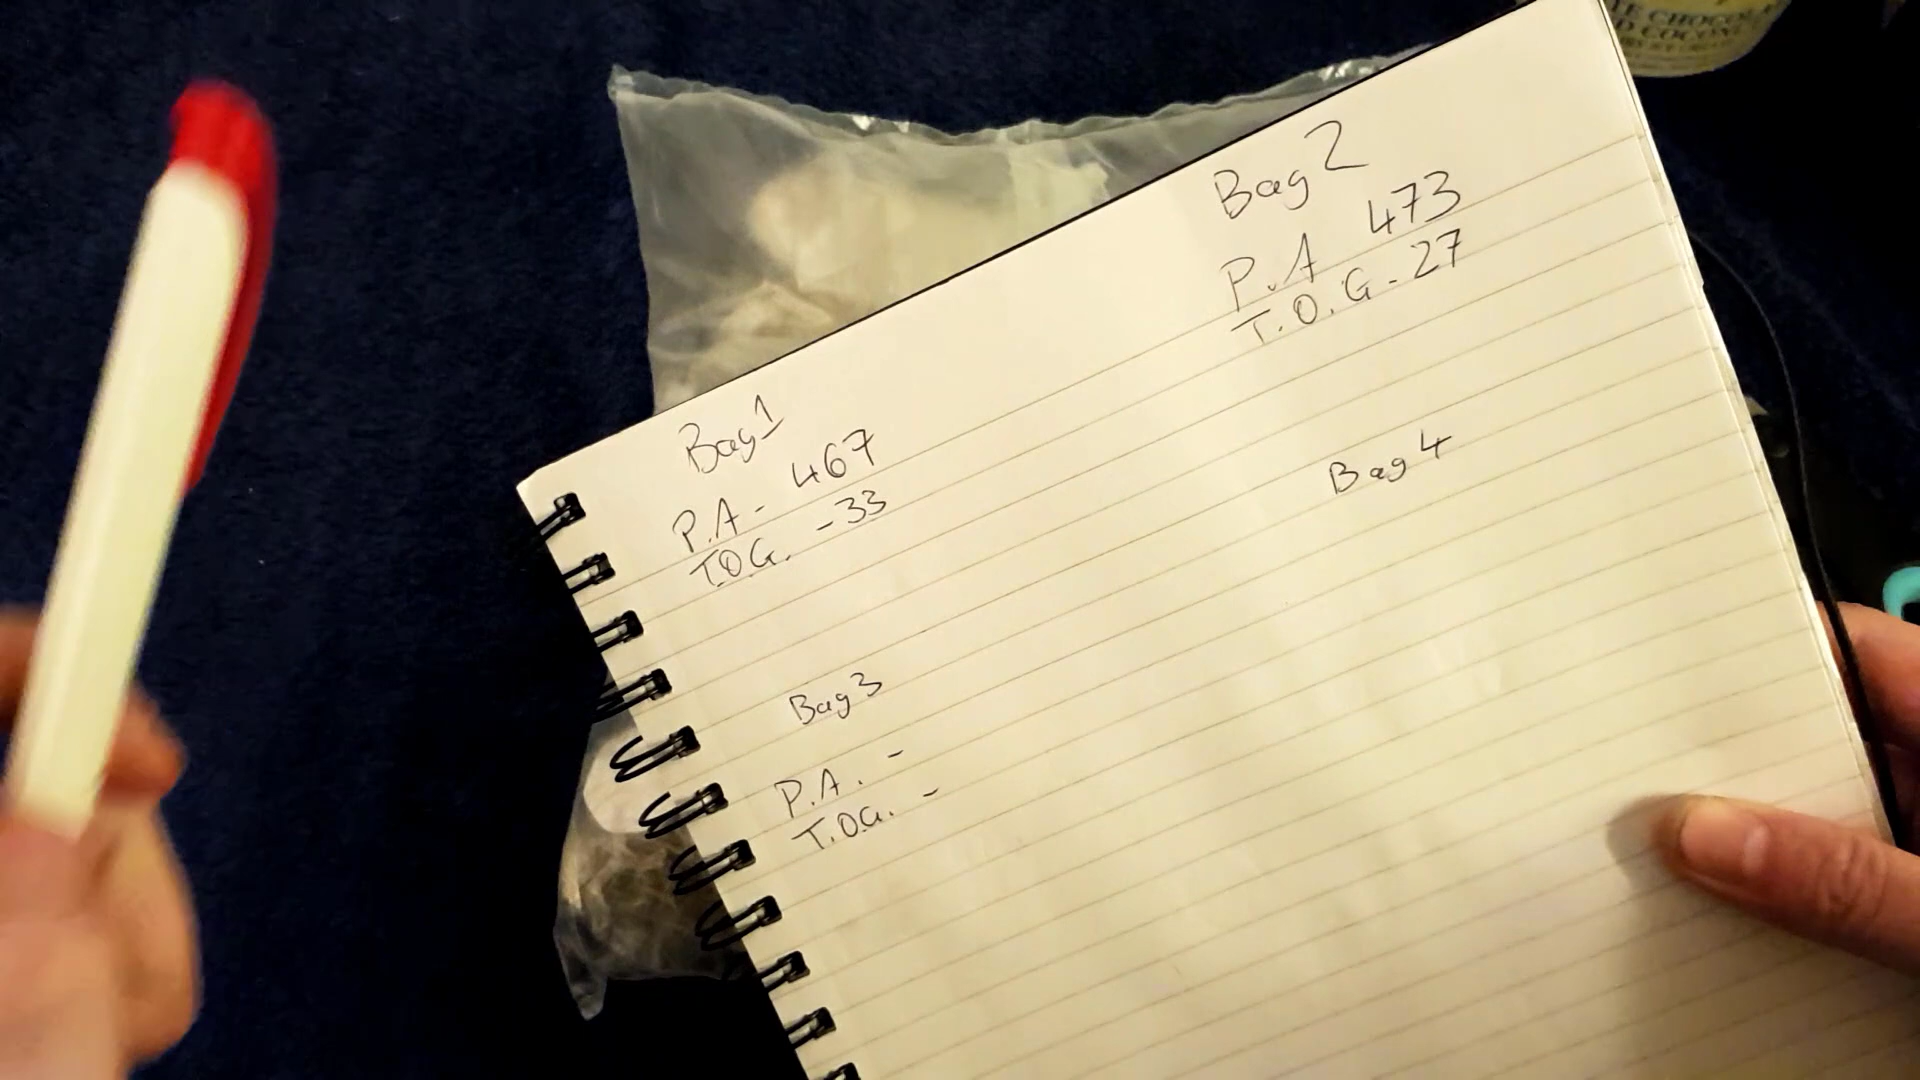 Bag 1
P.A - 467
T.O.G. - 33
Bag 2
P.A 473
T.O.G - 27
Bag 3
P.A. -
T.O.G. -
Bag 4